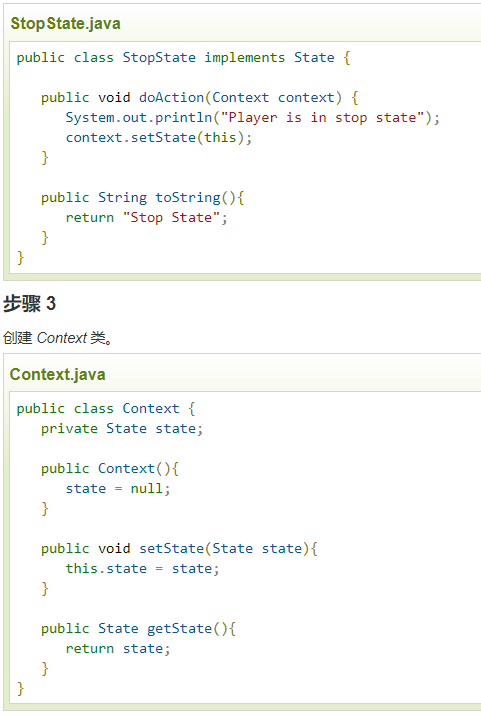 StopState.java
public class StopState implements State {
   public void doAction(Context context) {
      System.out.println("Player is in stop state");
      context.setState(this);
   }
   public String toString(){
      return "Stop State";
   }
}
步骤 3
创建 Context 类。
Context.java
public class Context {
   private State state;
   public Context(){
      state = null;
   }
   public void setState(State state){
      this.state = state;
   }
   public State getState(){
      return state;
   }
}